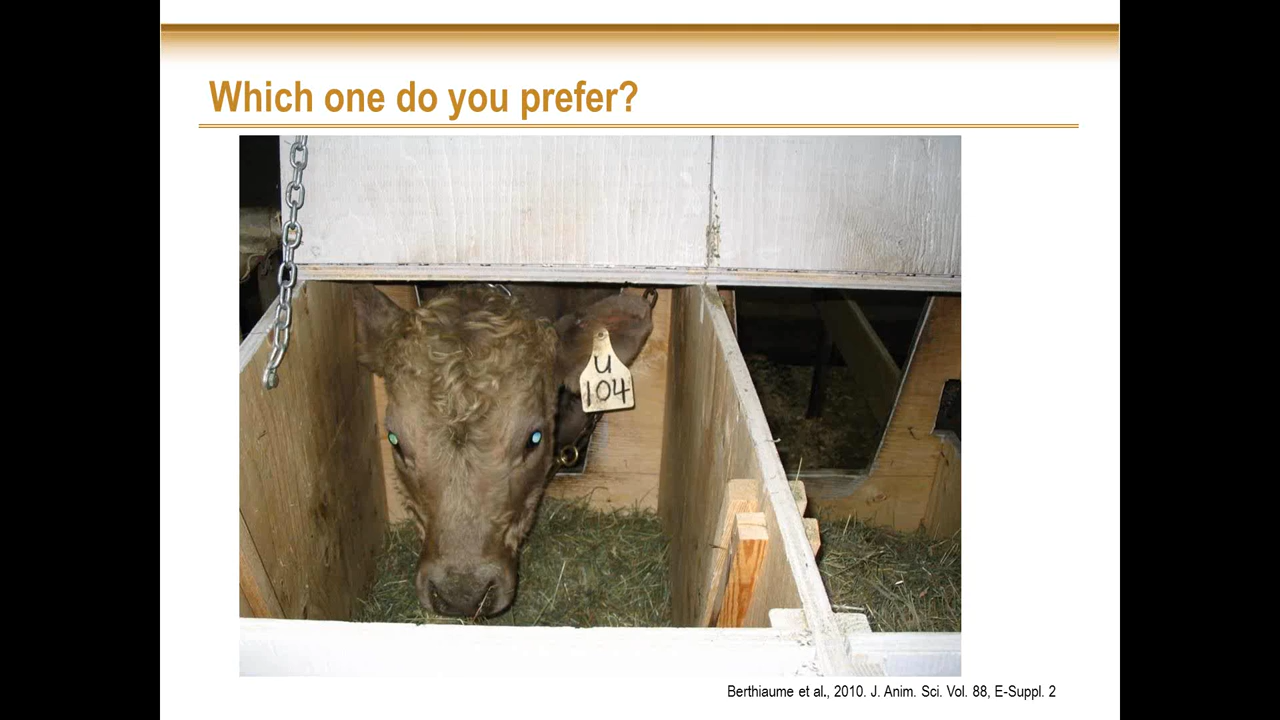 Which one do you prefer?
U
104
Berthiaume et al., 2010. J. Anim. Sci. Vol. 88, E-Suppl. 2